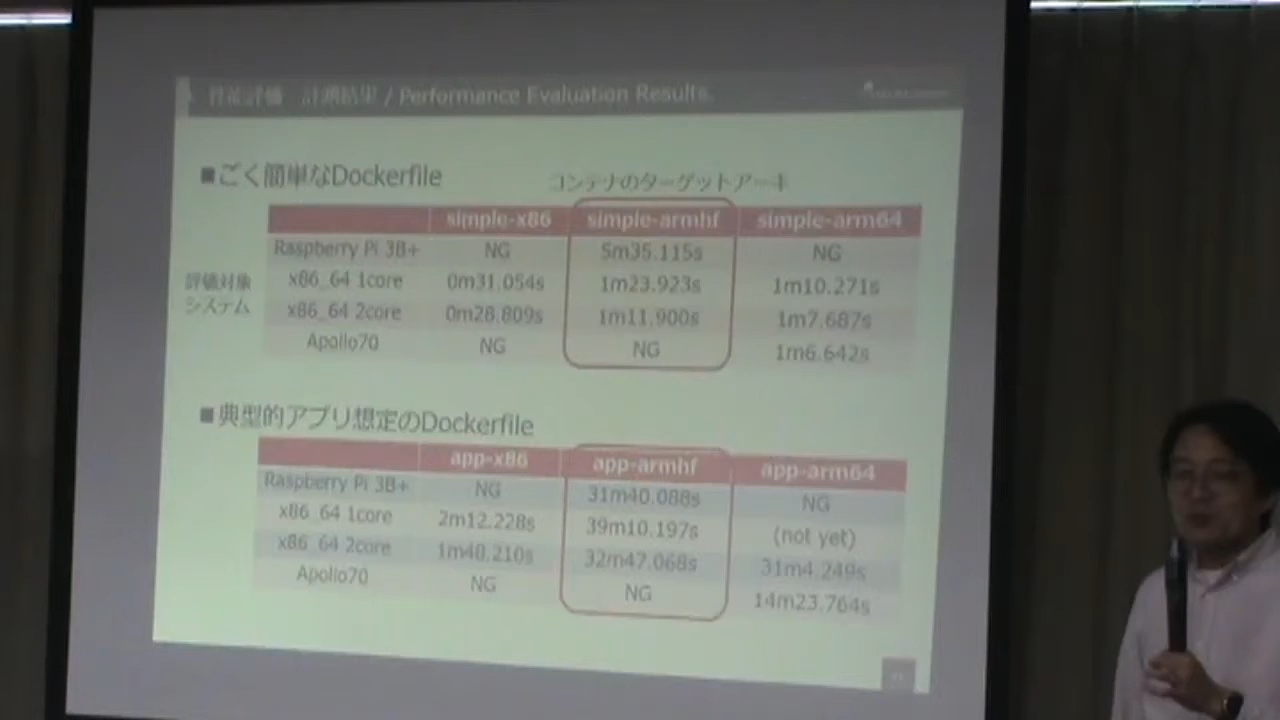 性能評価 計測結果 / Performance Evaluation Results
■ごく簡単なDockerfile
コンテナのターゲットアーキ
simple-x86 simple-armhf simple-arm64
評価対象
システム
Raspberry Pi 3B+ NG 5m35.115s NG
x86_64 1core 0m31.054s 1m23.923s 1m10.271s
x86_64 2core 0m28.809s 1m11.900s 1m7.687s
Apollo70 NG NG 1m6.642s
■典型的アプリ想定のDockerfile
app-x86 app-armhf app-arm64
Raspberry Pi 3B+ NG 31m40.088s NG
x86_64 1core 2m12.228s 39m10.197s (not yet)
x86_64 2core 1m48.210s 32m47.068s 31m4.249s
Apollo70 NG NG 14m23.764s